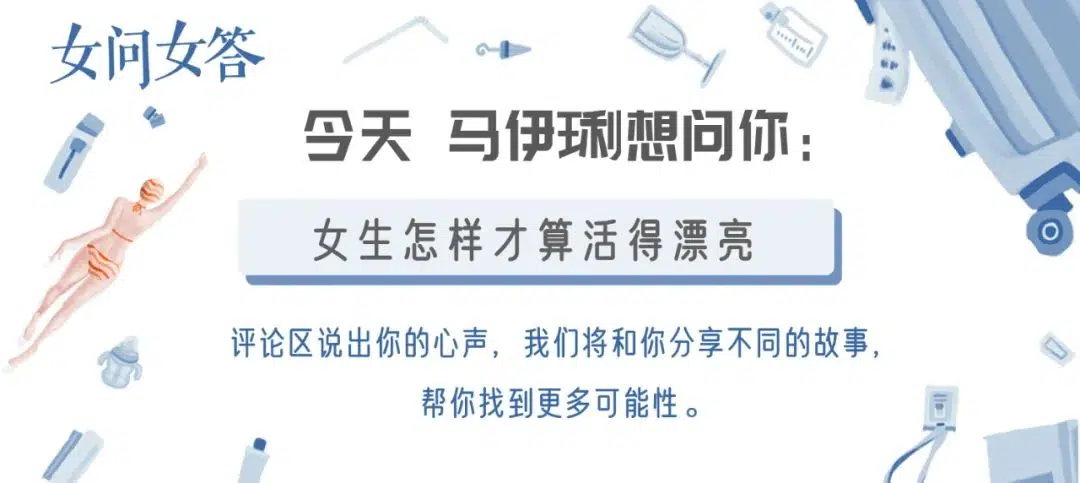 女问女答
今天 马伊琍想问你：
女生怎样才算活得漂亮
评论区说出你的心声，我们将和你分享不同的故事，
帮你找到更多可能性。